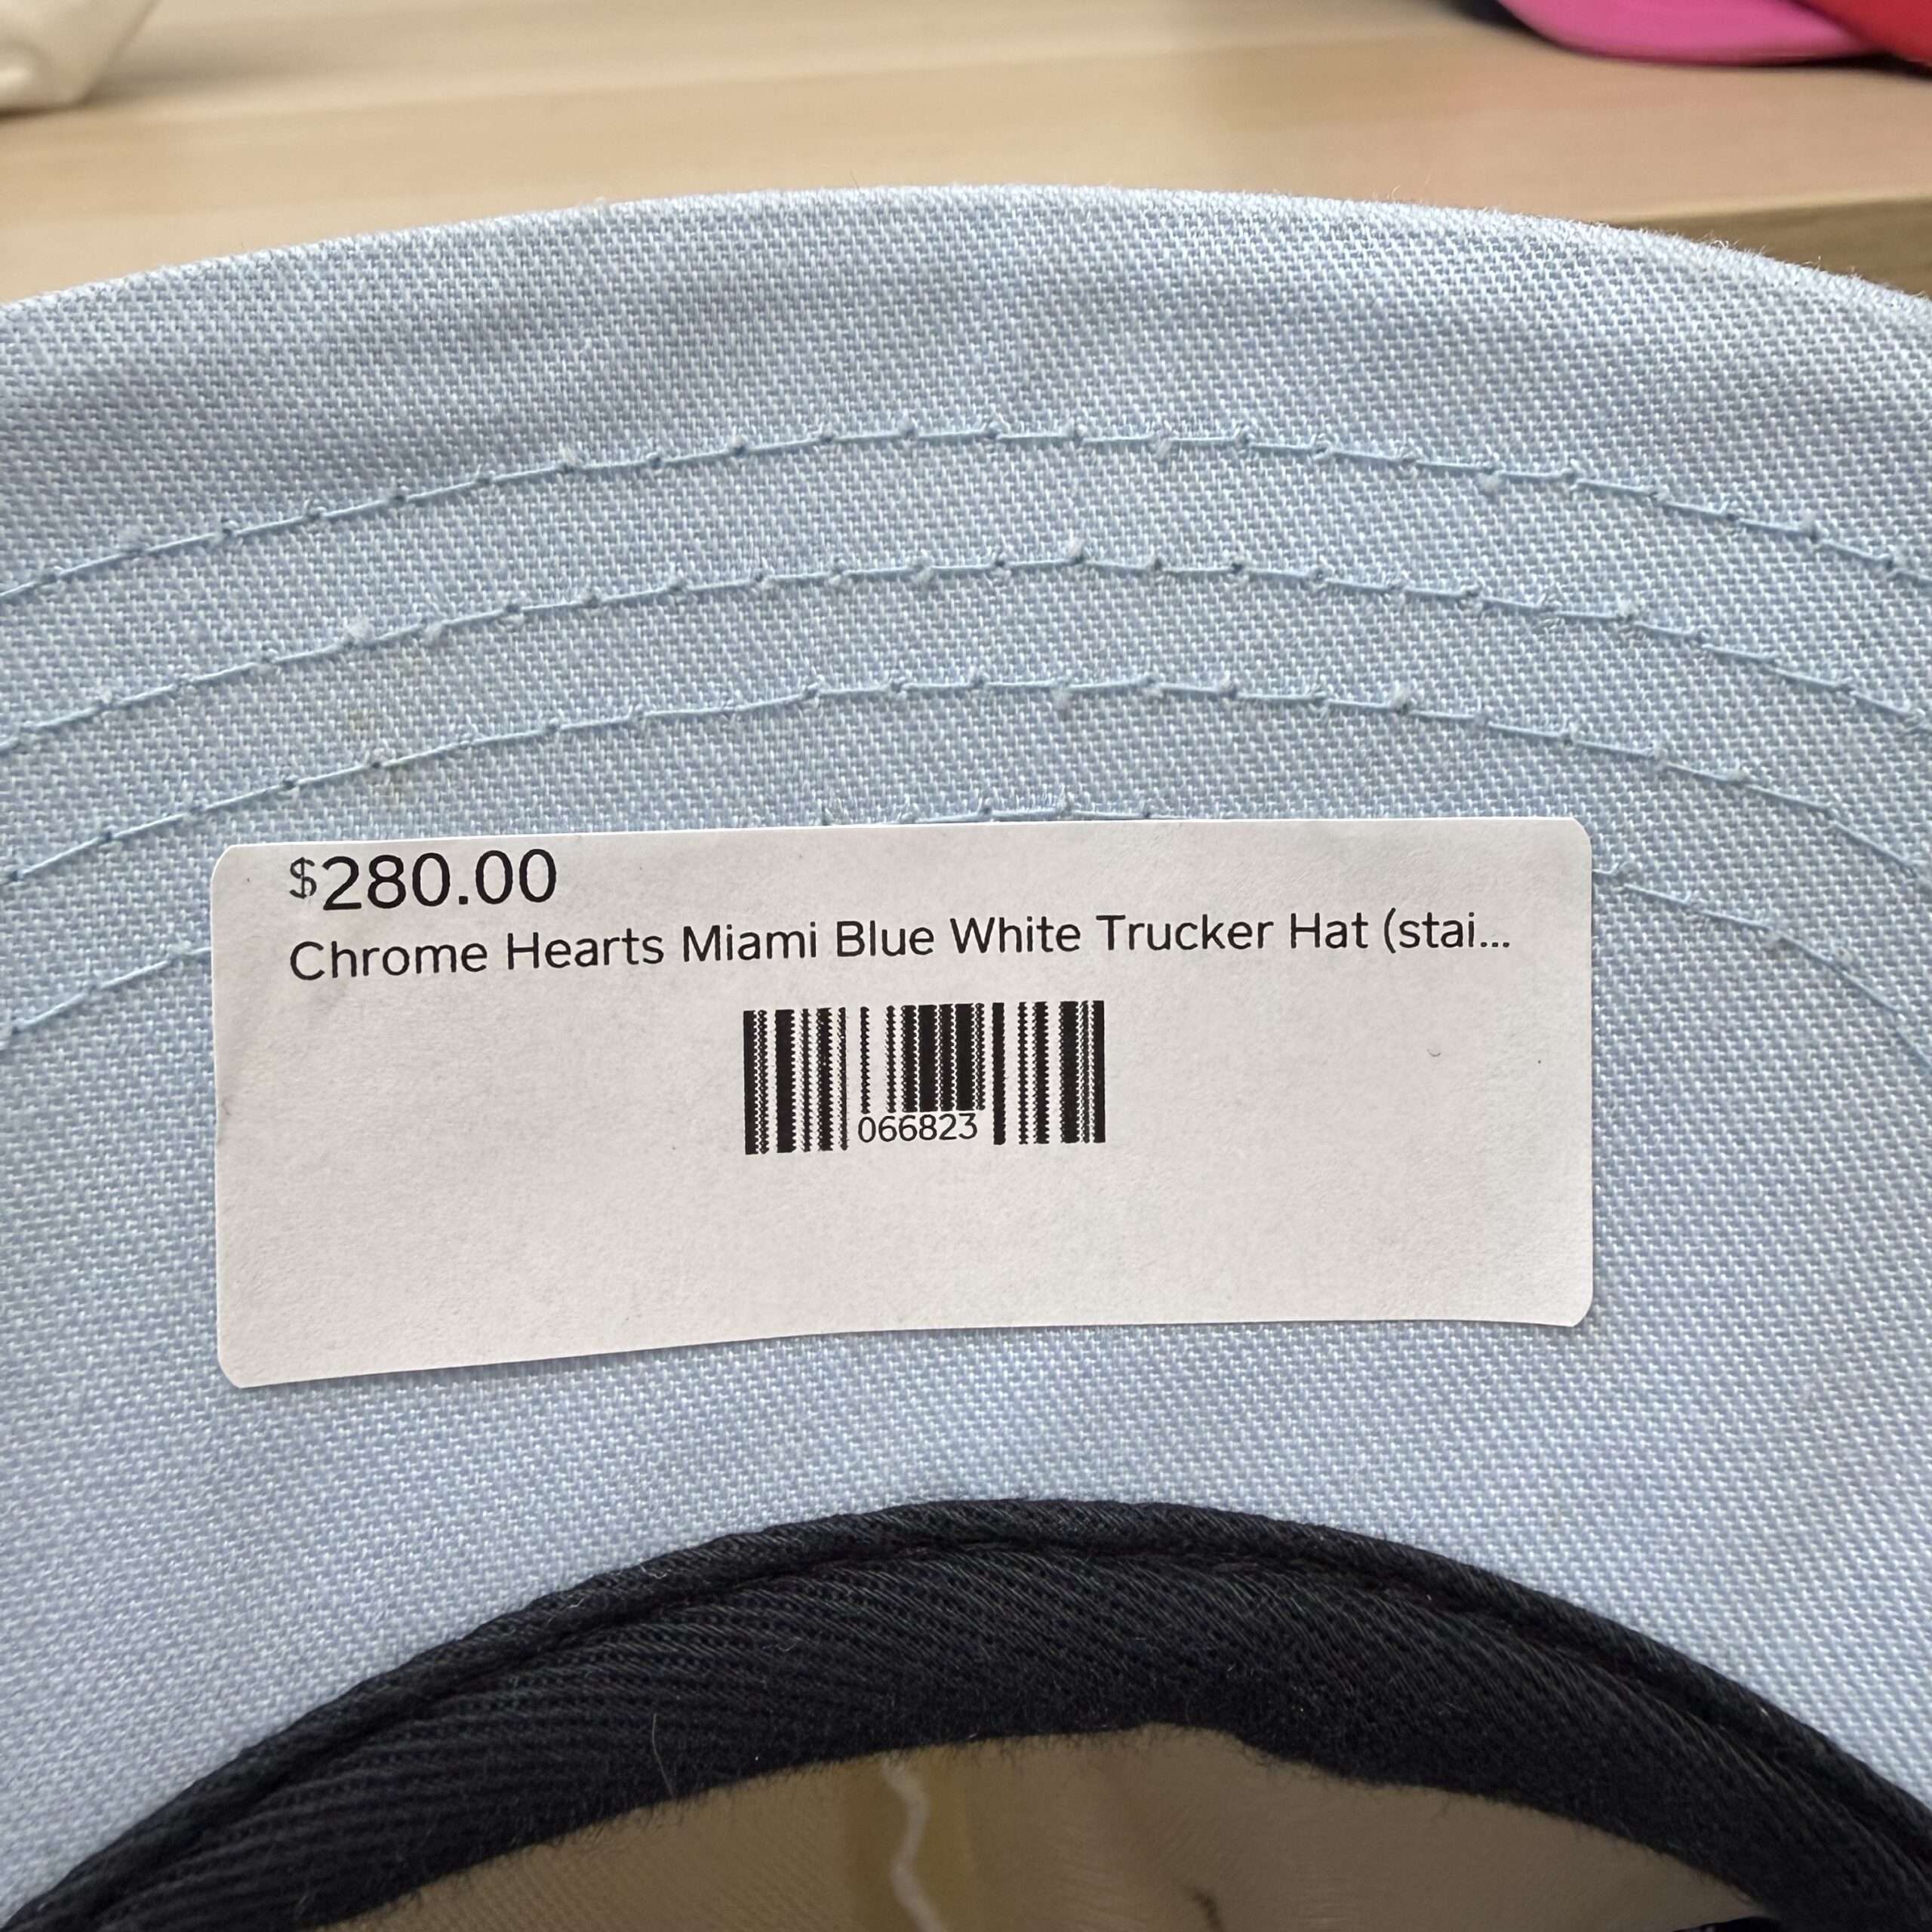 $280.00
Chrome Hearts Miami Blue White Trucker Hat (stai...
066823